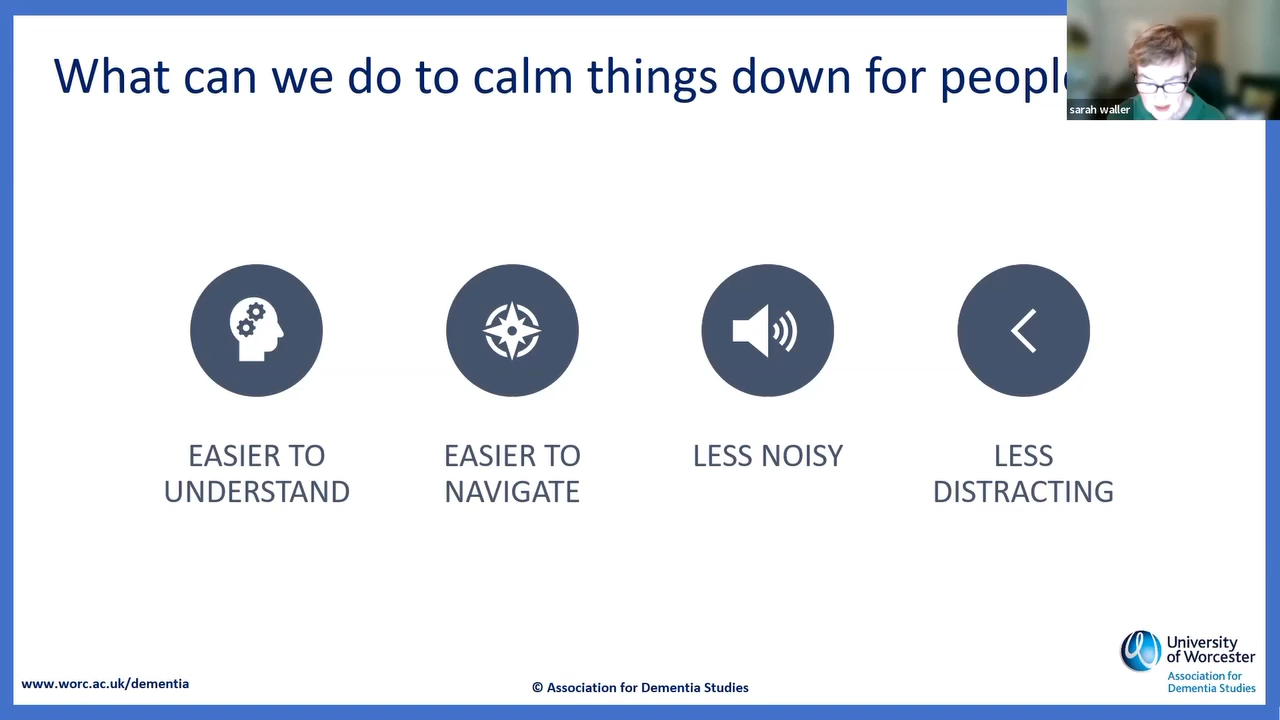 What can we do to calm things down for people
sarah waller
EASIER TO
UNDERSTAND
EASIER TO
NAVIGATE
LESS NOISY
LESS
DISTRACTING
University
of Worcester
Association for
Dementia Studies
www.worc.ac.uk/dementia
© Association for Dementia Studies